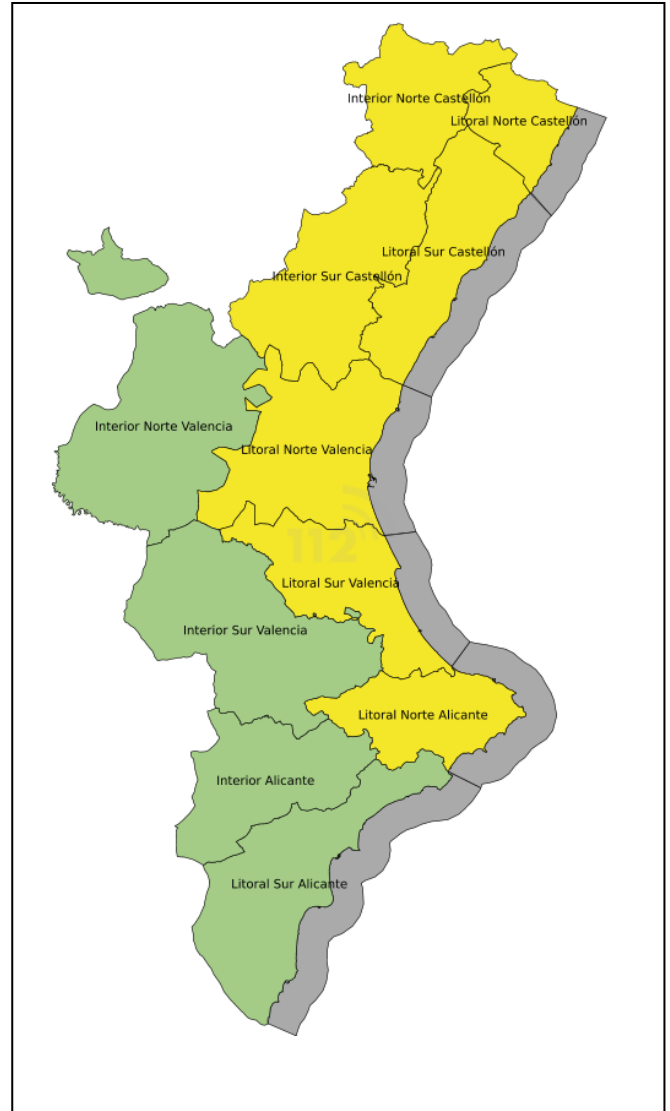 Interior Norte Castellón
Litoral Norte Castellón
Litoral Sur Castellón
Interior Sur Castellón
Interior Norte Valencia
Litoral Norte Valencia
112
Litoral Sur Valencia
Interior Sur Valencia
Litoral Norte Alicante
Interior Alicante
Litoral Sur Alicante